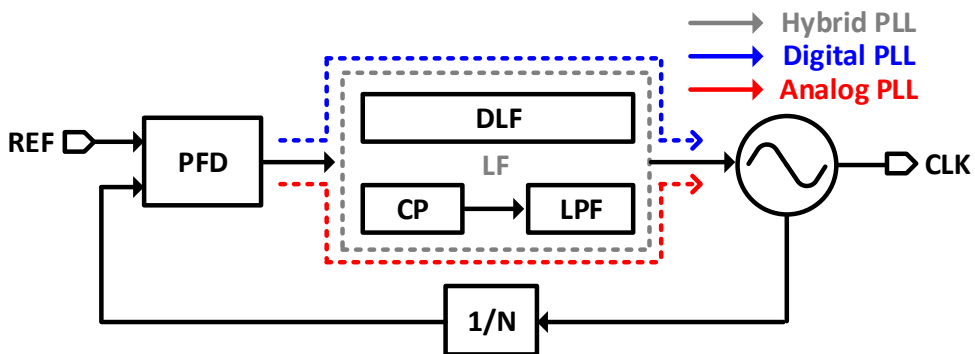 Hybrid PLL
Digital PLL
Analog PLL
REF
PFD
DLF
LF
CP
LPF
CLK
1/N